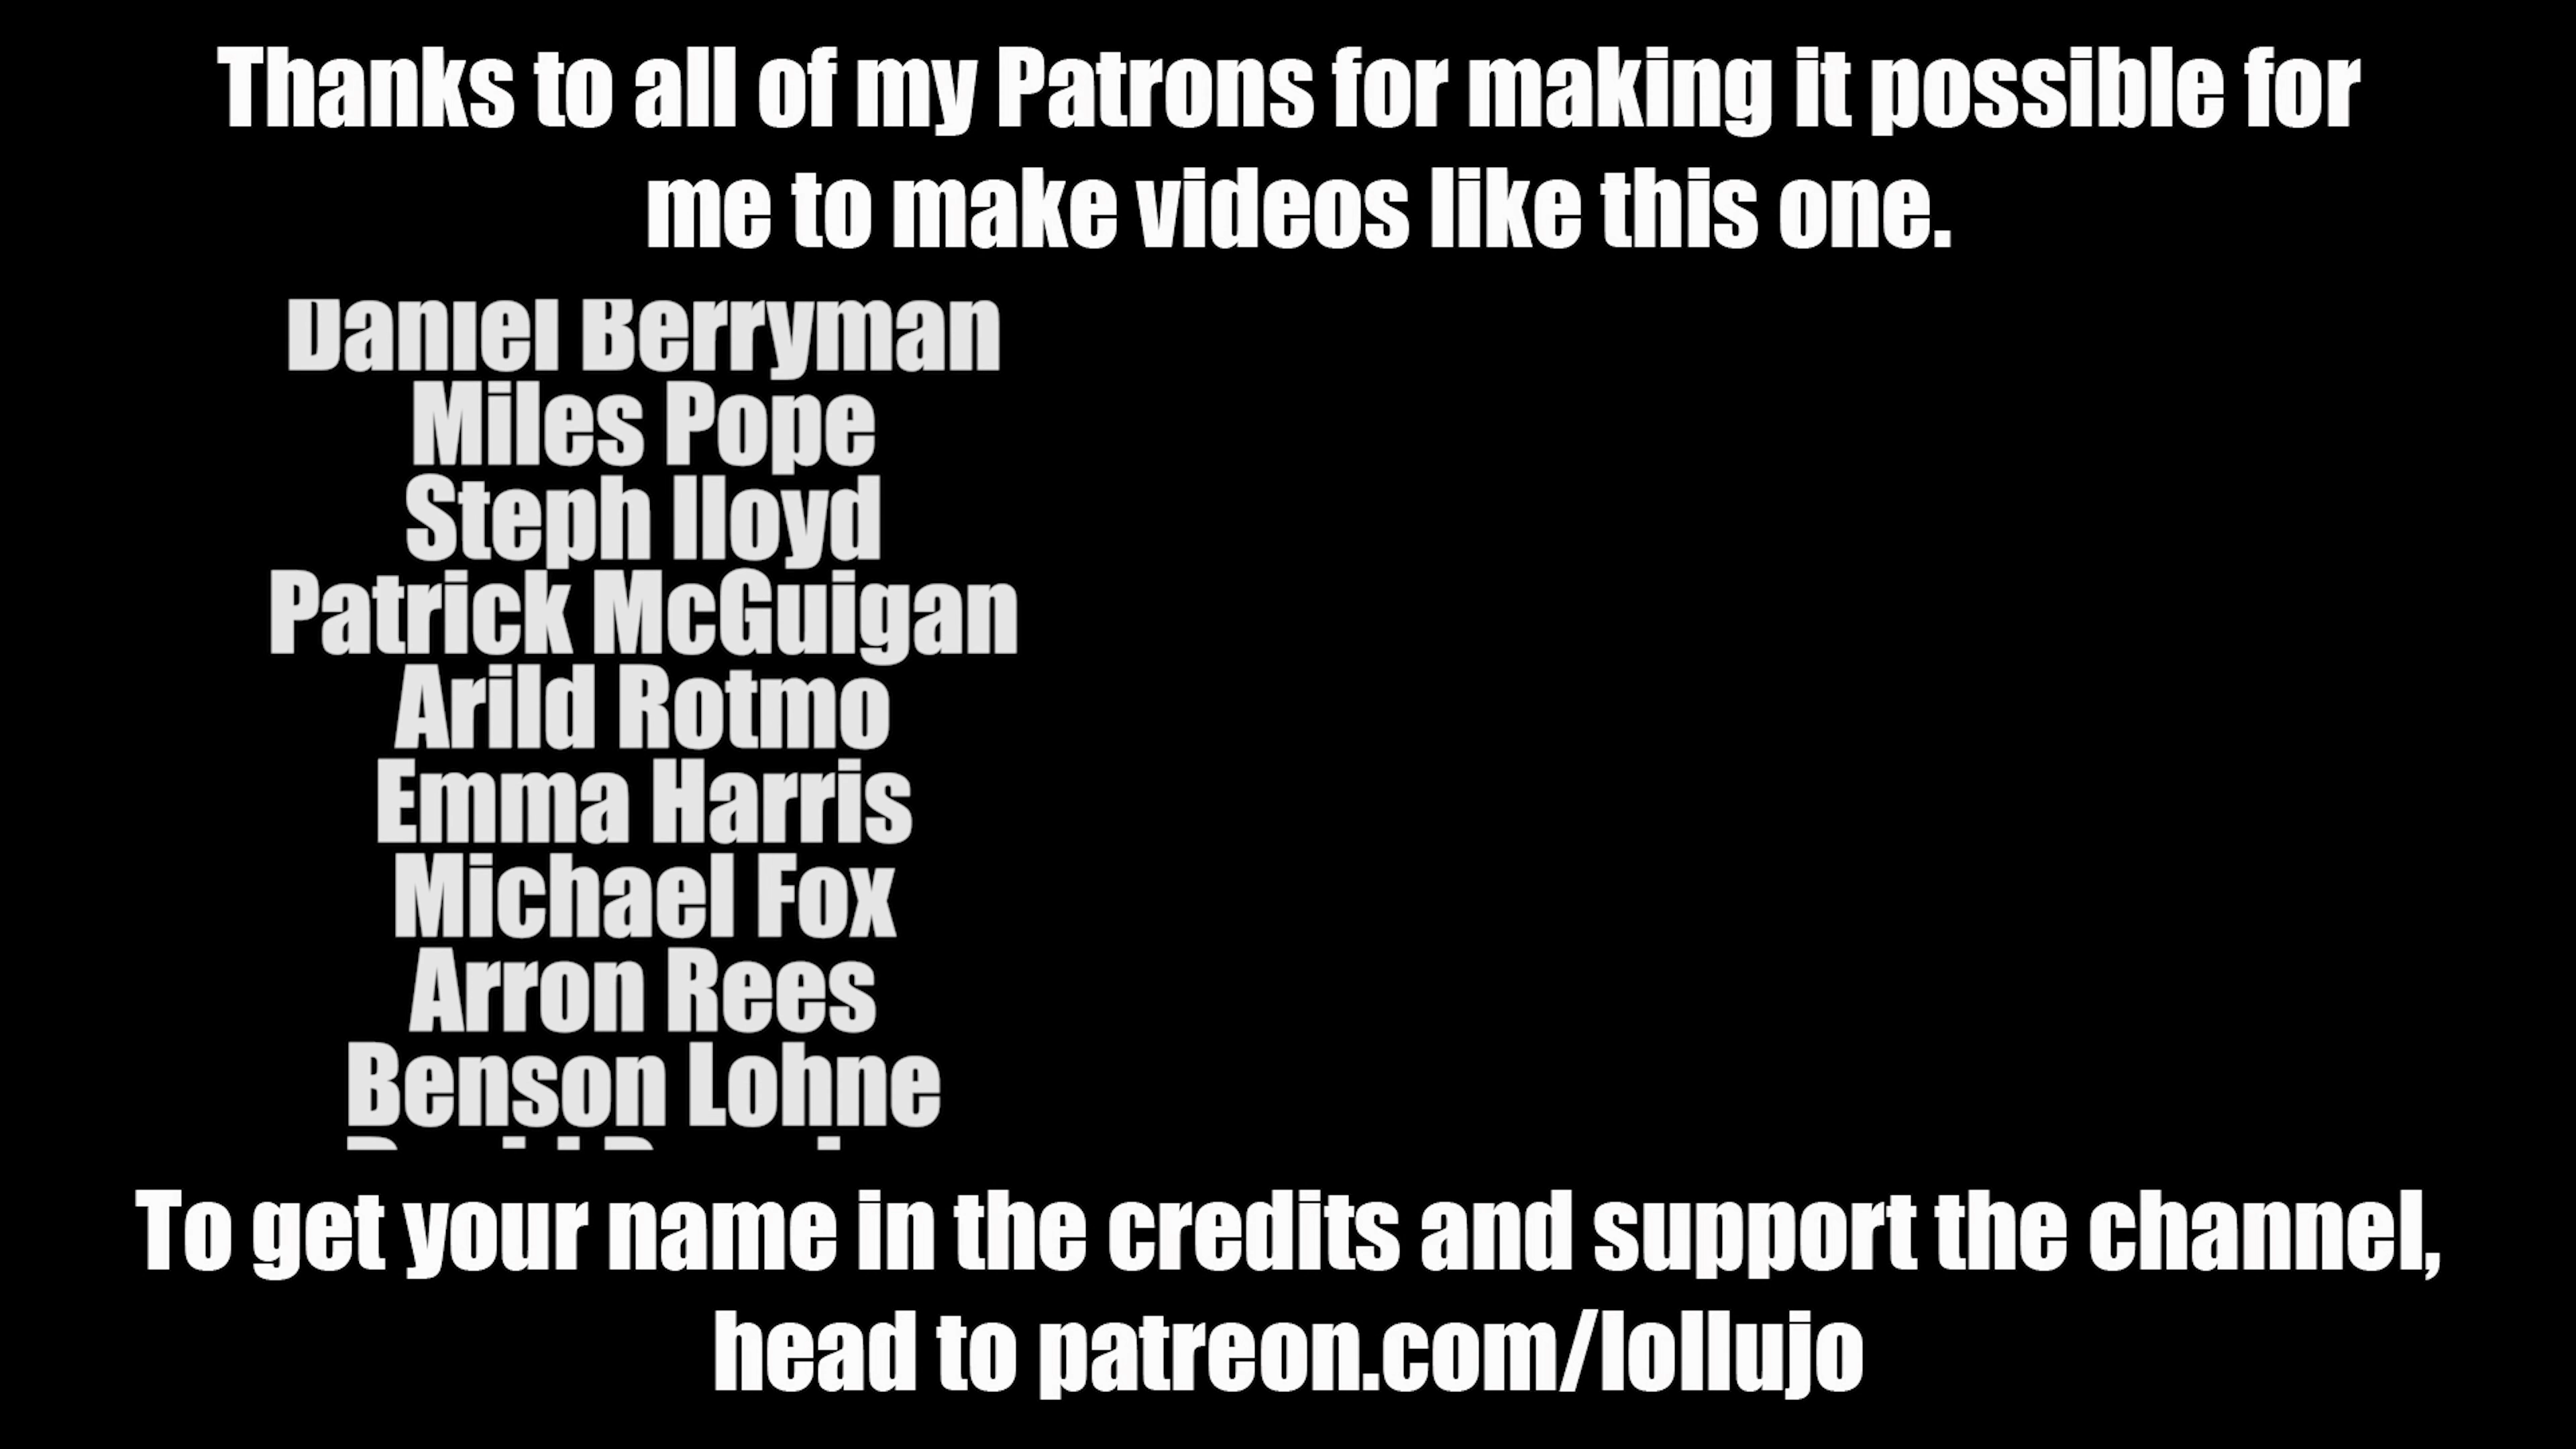 Thanks to all of my Patrons for making it possible for
me to make videos like this one.
Daniel Berryman
Miles Pope
Steph lloyd
Patrick McGuigan
Arild Rotmo
Emma Harris
Michael Fox
Arron Rees
Benson Lohne
To get your name in the credits and support the channel,
head to patreon.com/lollujo